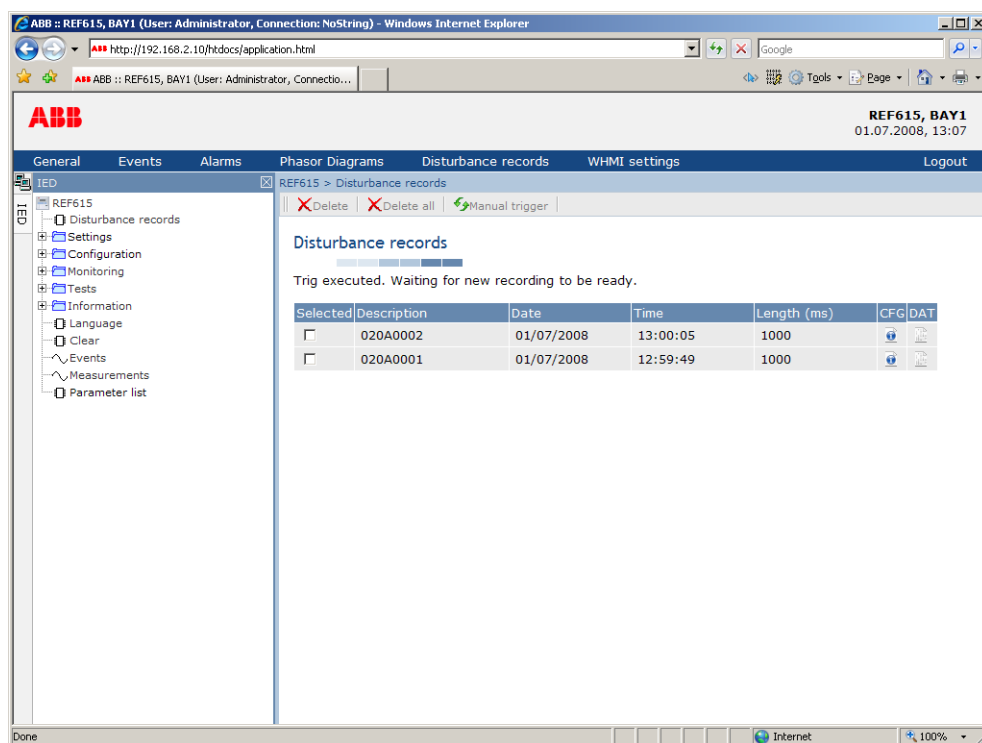 ABB :: REF615, BAY1 (User: Administrator, Connection: NoString) - Windows Internet Explorer
ABB http://192.168.2.10/htdocs/application.html
Google
ABB ABB :: REF615, BAY1 (User: Administrator, Connectio...
Tools Page
ABB
REF615, BAY1
01.07.2008, 13:07
General Events Alarms Phasor Diagrams Disturbance records WHMI settings Logout
IED
IED
REF615 > Disturbance records
REF615
Disturbance records
Settings
Configuration
Monitoring
Tests
Information
Language
Clear
Events
Measurements
Parameter list
Delete Delete all Manual trigger
Disturbance records
Trig executed. Waiting for new recording to be ready.
Selected Description Date Time Length (ms) CFG DAT
020A0002 01/07/2008 13:00:05 1000
020A0001 01/07/2008 12:59:49 1000
Done Internet 100%